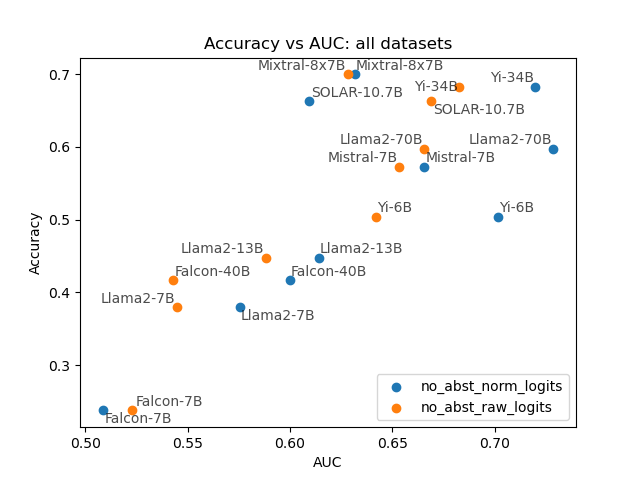 Accuracy vs AUC: all datasets
0.7
0.6
0.5
0.4
0.3
Accuracy
Mixtral-8x7B
Mixtral-8x7B
Yi-34B
Yi-34B
SOLAR-10.7B
SOLAR-10.7B
Llama2-70B
Llama2-70B
Mistral-7B
Mistral-7B
Yi-6B
Yi-6B
Llama2-13B
Llama2-13B
Falcon-40B
Falcon-40B
Llama2-7B
Llama2-7B
Falcon-7B
Falcon-7B
no_abst_norm_logits
no_abst_raw_logits
0.50
0.55
0.60
0.65
0.70
AUC